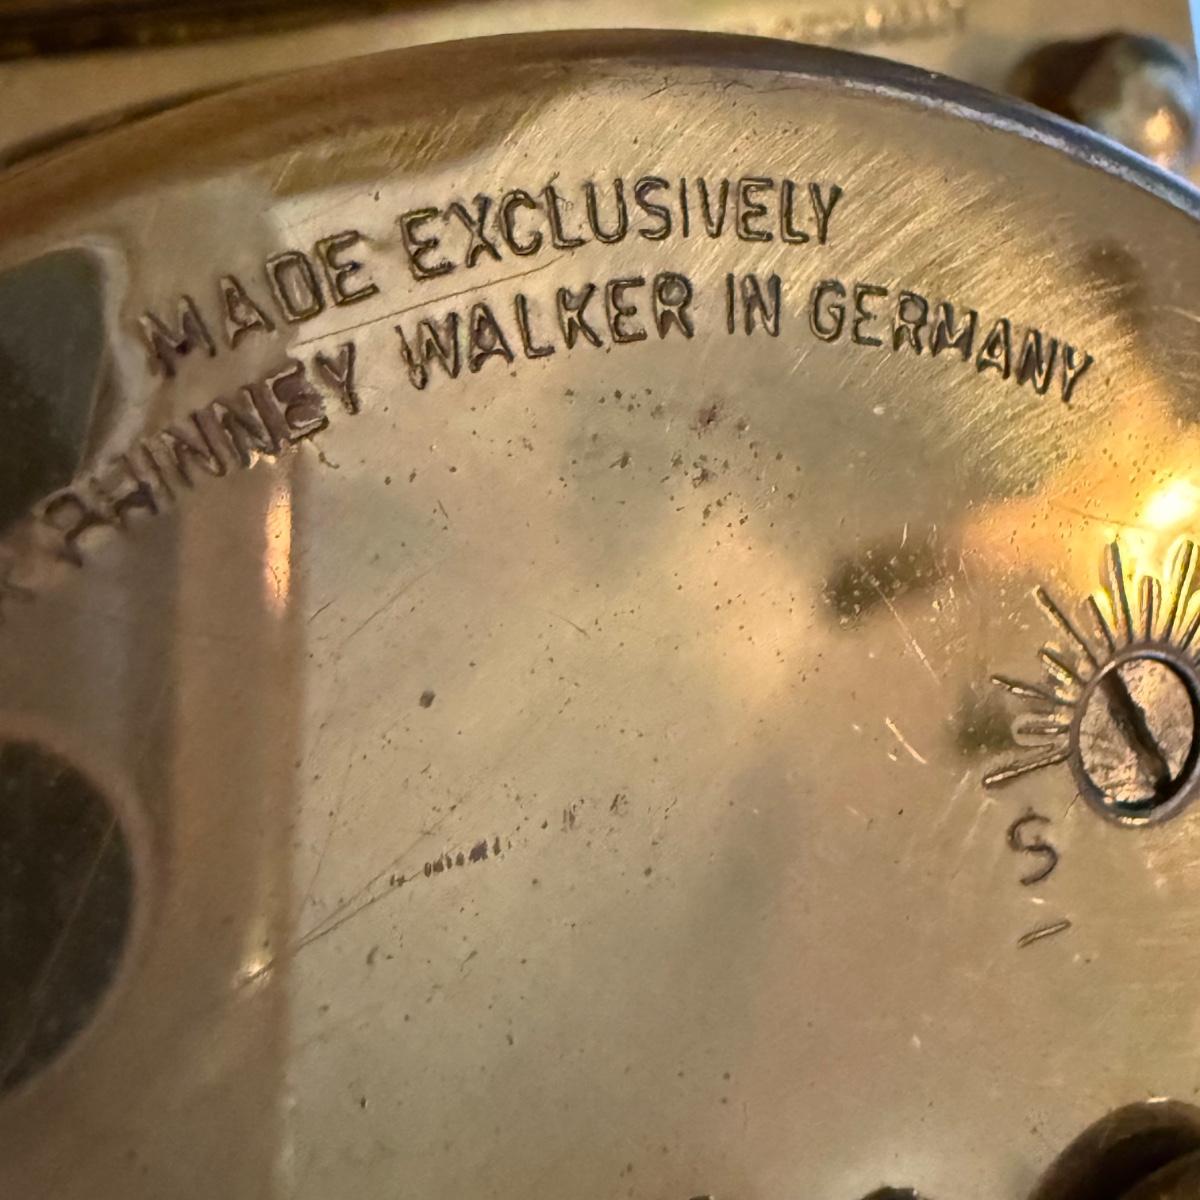 MADE EXCLUSIVELY
PHINNEY WALKER IN GERMANY
S
-